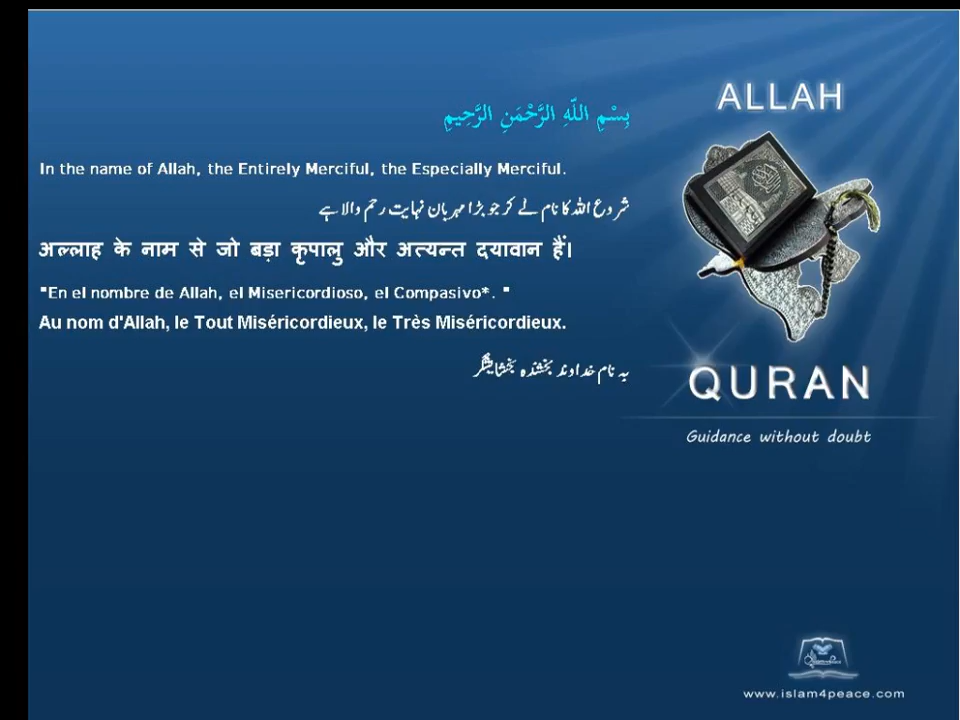 بِسْمِ اللَّهِ الرَّحْمَنِ الرَّحِيمِ
In the name of Allah, the Entirely Merciful, the Especially Merciful.
شروع الله کا نام لے کر جو بڑا مہربان نہایت رحم والا ہے
अल्लाह के नाम से जो बड़ा कृपालु और अत्यन्त दयावान हैं।
"En el nombre de Allah, el Misericordioso, el Compasivo*. "
Au nom d'Allah, le Tout Miséricordieux, le Très Miséricordieux.
به نام خداوند بخشنده بخشایشگر
ALLAH
QURAN
Guidance without doubt
www.islam4peace.com